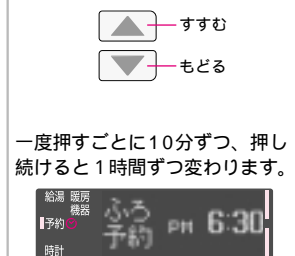 すすむ
もどる
一度押すごとに10分ずつ、押し
続けると1時間ずつ変わります。
給湯 暖房
機器
予約
時計
ふろ
予約 PM 6:30